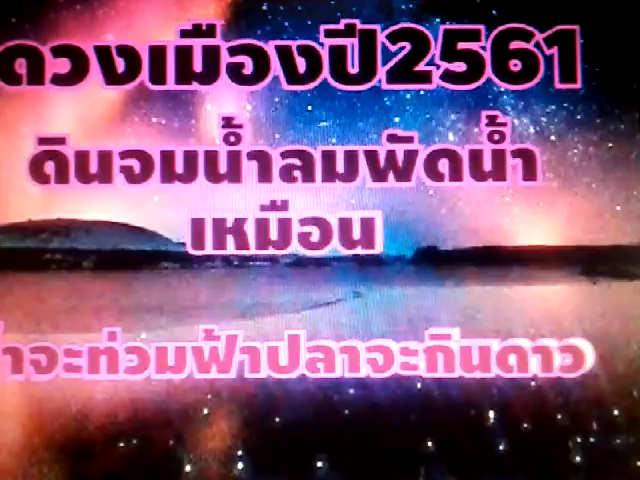 ดวงเมืองปี2561
ดินจมน้ำลมพัดน้ำ
เหมือน
จะท่วมฟ้าปลาจะกินดาว